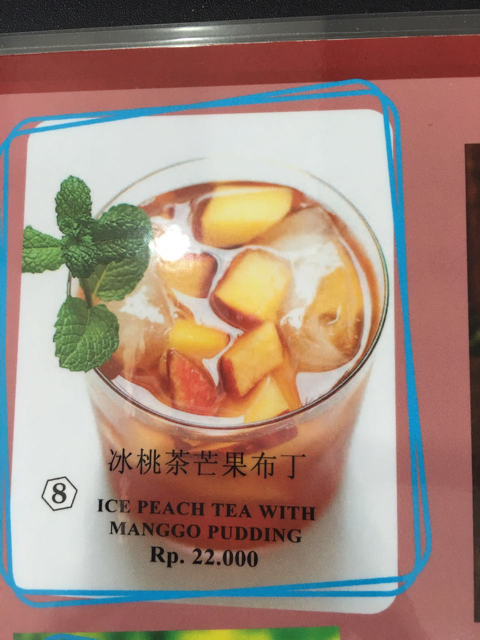 冰桃茶芒果布丁
8
ICE PEACH TEA WITH
MANGGO PUDDING
Rp. 22.000